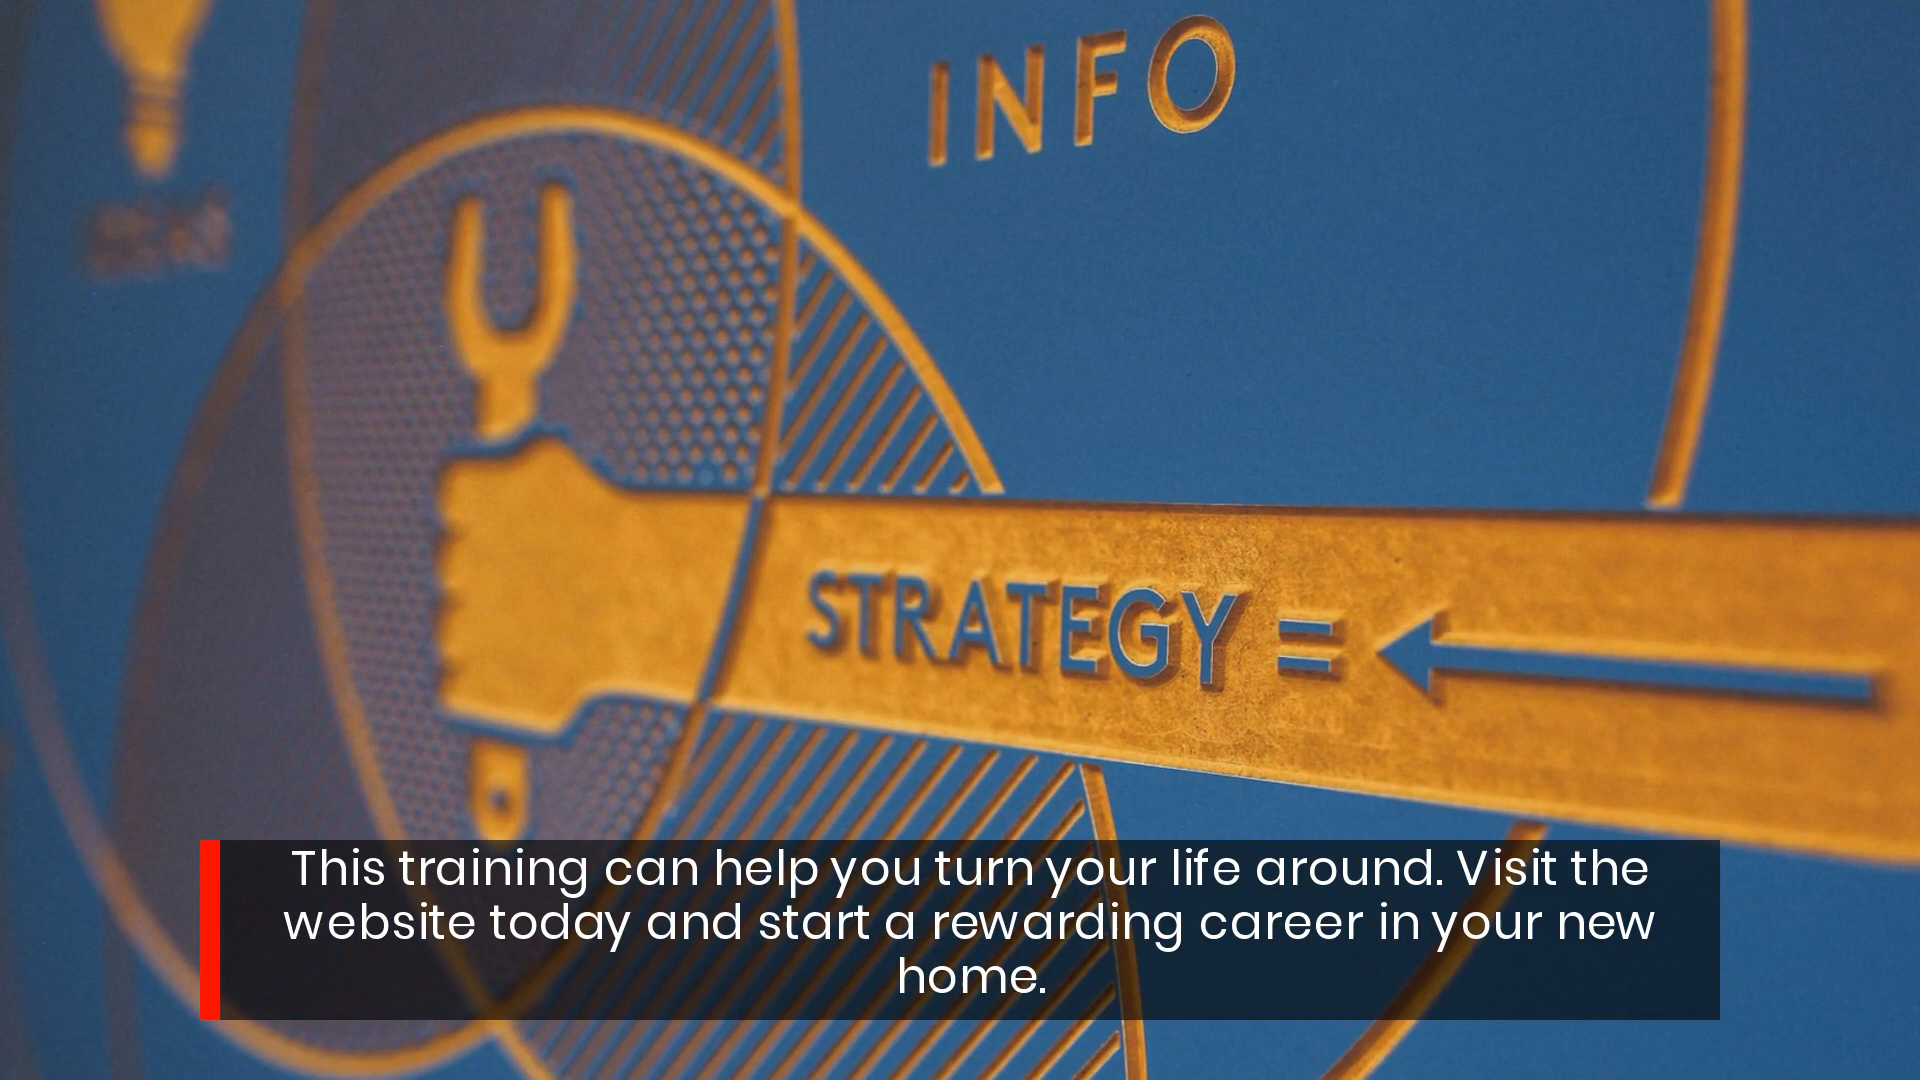 INFO
STRATEGY =
This training can help you turn your life around. Visit the
website today and start a rewarding career in your new
home.